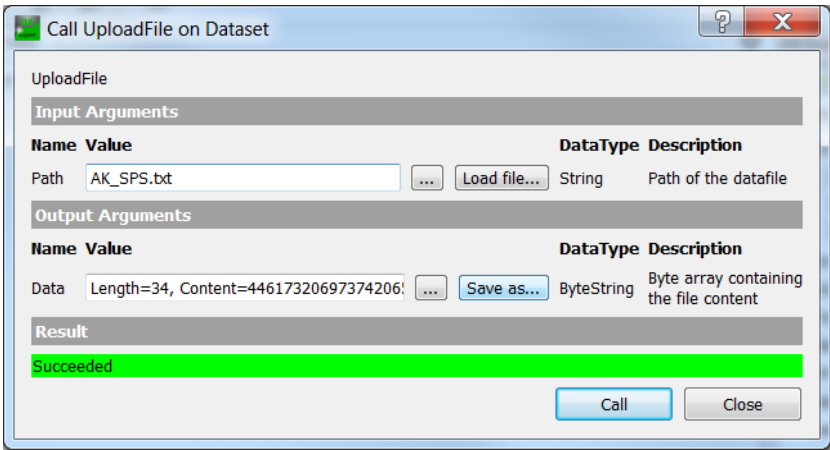 Call UploadFile on Dataset
UploadFile
Input Arguments
Name Value DataType Description
Path AK_SPS.txt ... Load file... String Path of the datafile
Output Arguments
Name Value DataType Description
Data Length=34, Content=44617320697374206 ... Save as... ByteString Byte array containing
the file content
Result
Succeeded
Call Close